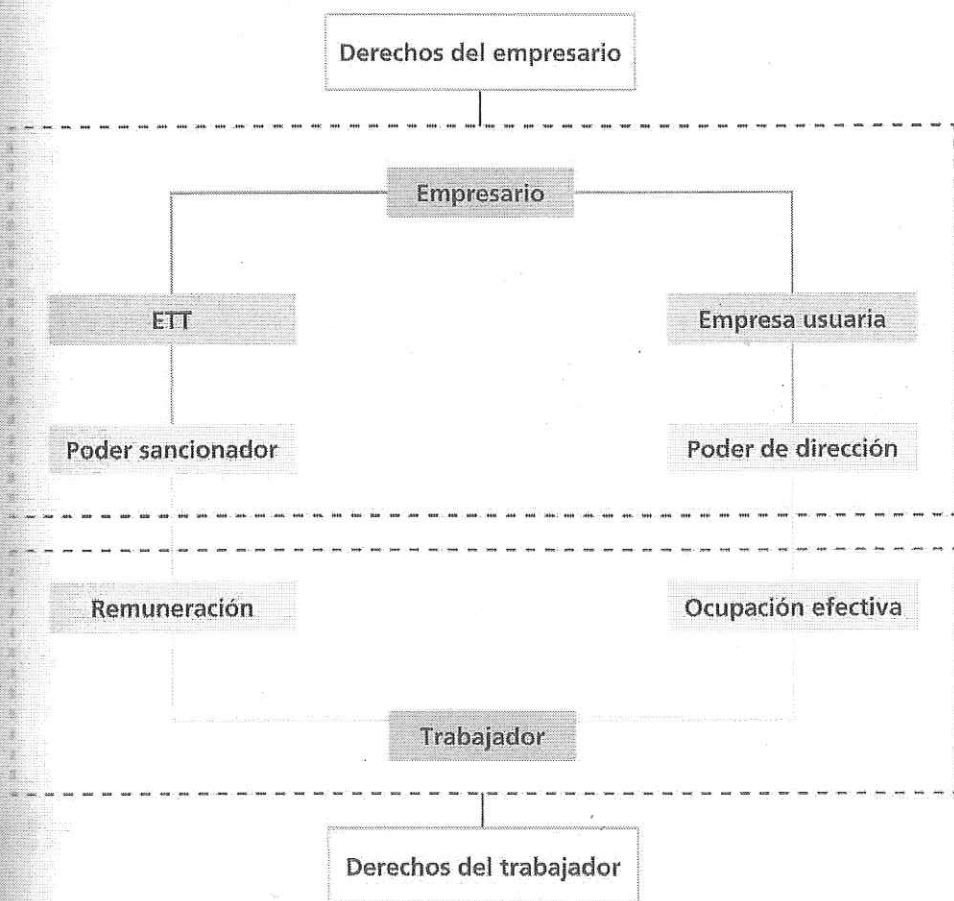 Derechos del empresario
Empresario
ETT
Empresa usuaria
Poder sancionador
Poder de dirección
Remuneración
Ocupación efectiva
Trabajador
Derechos del trabajador